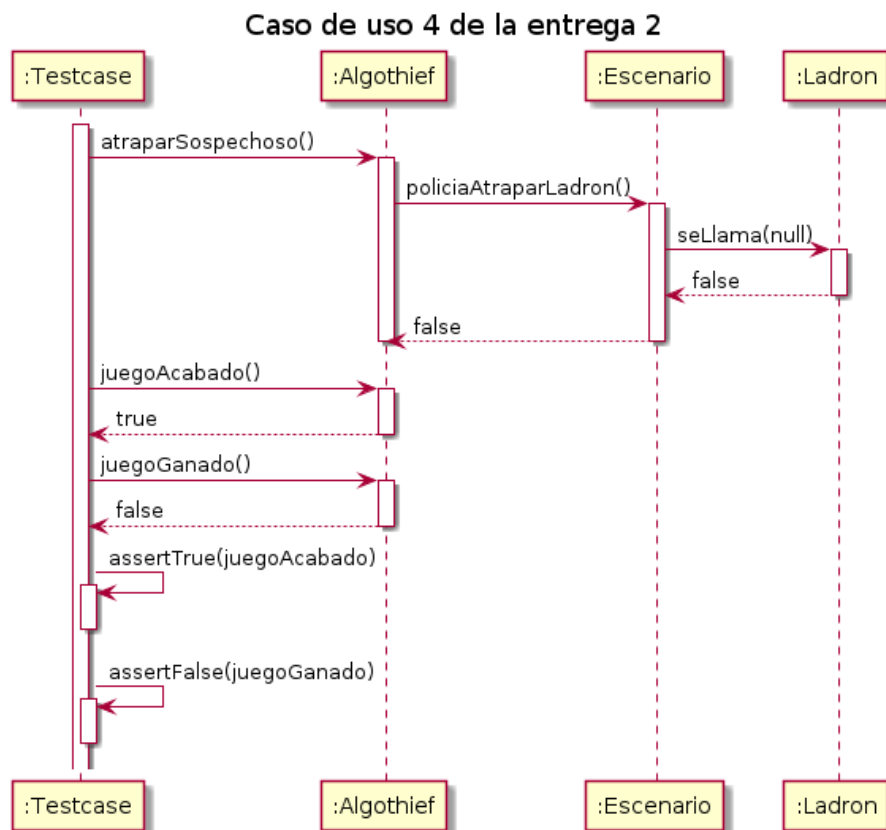 Caso de uso 4 de la entrega 2
:Testcase
:Algothief
:Escenario
:Ladron
atraparSospechoso()
policiaAtraparLadron()
seLlama(null)
false
false
juegoAcabado()
true
juegoGanado()
false
assertTrue(juegoAcabado)
assertFalse(juegoGanado)
:Testcase
:Algothief
:Escenario
:Ladron